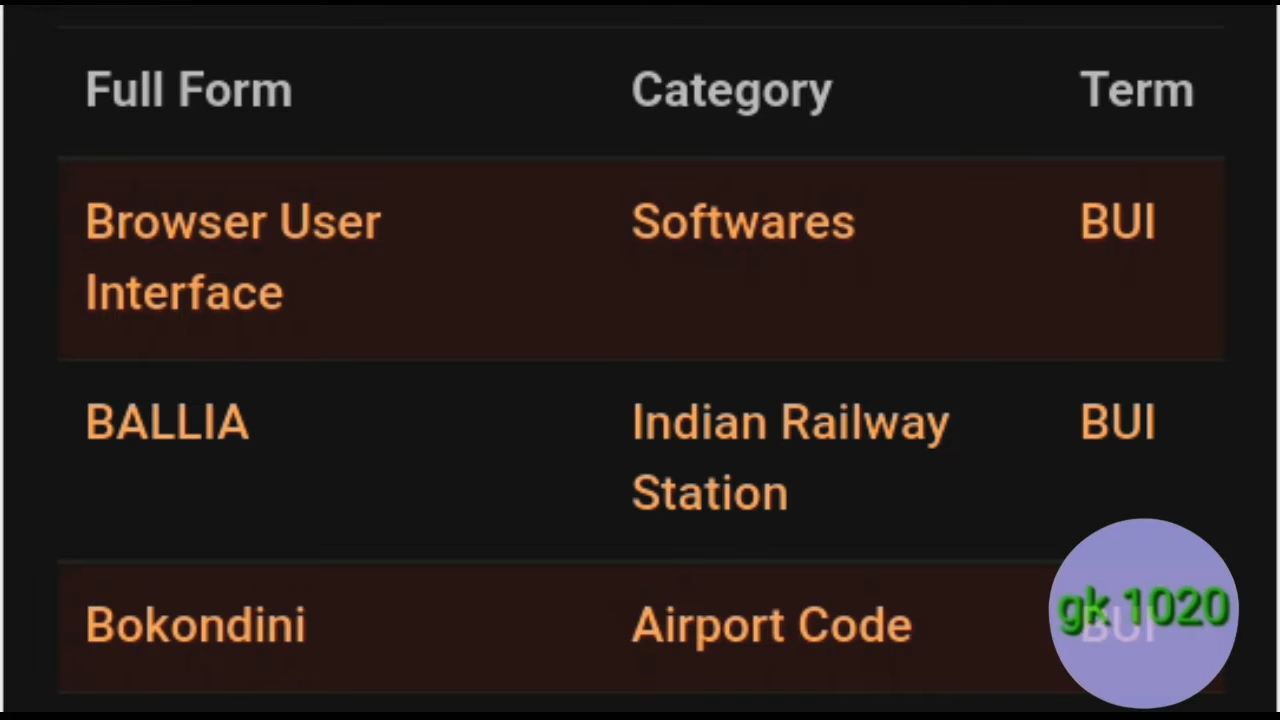 Full Form Category Term
Browser User Softwares BUI
Interface
BALLIA Indian Railway BUI
Station
Bokondini Airport Code BUI
gk 1020